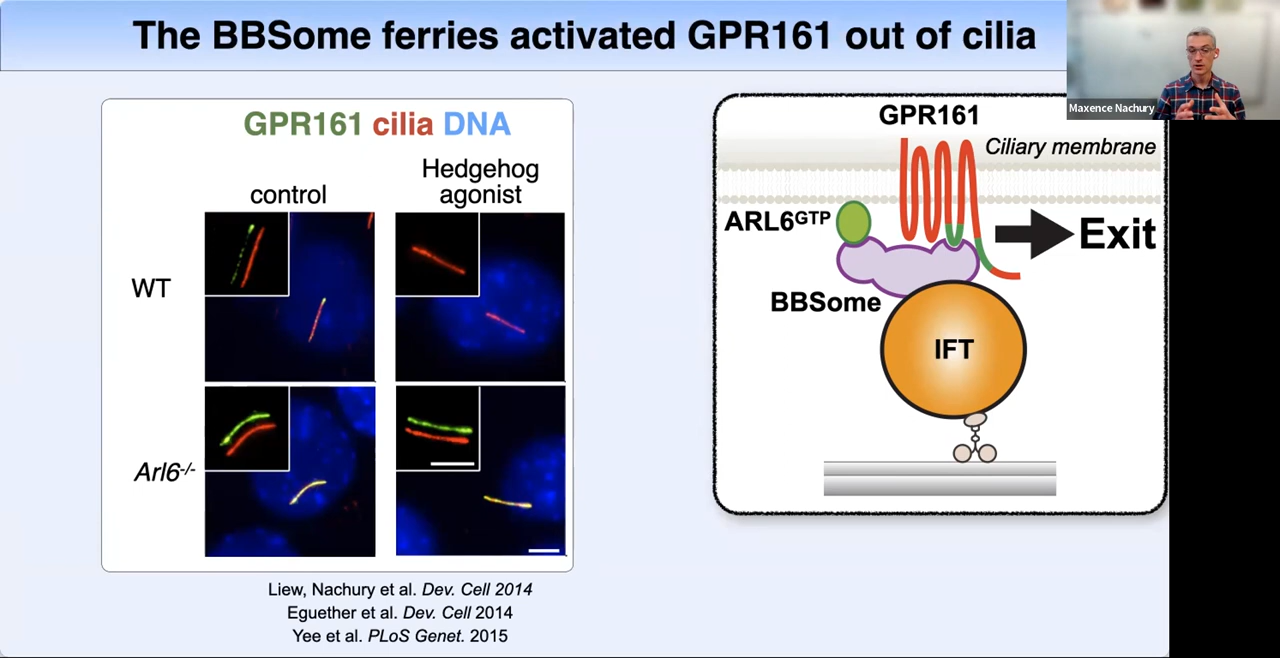 The BBSome ferries activated GPR161 out of cilia
Maxence Nachury
GPR161 cilia DNA
control
Hedgehog
agonist
WT
Arl6-/-
Liew, Nachury et al. Dev. Cell 2014
Eguether et al. Dev. Cell 2014
Yee et al. PLoS Genet. 2015
GPR161
Ciliary membrane
ARL6GTP
Exit
BBSome
IFT